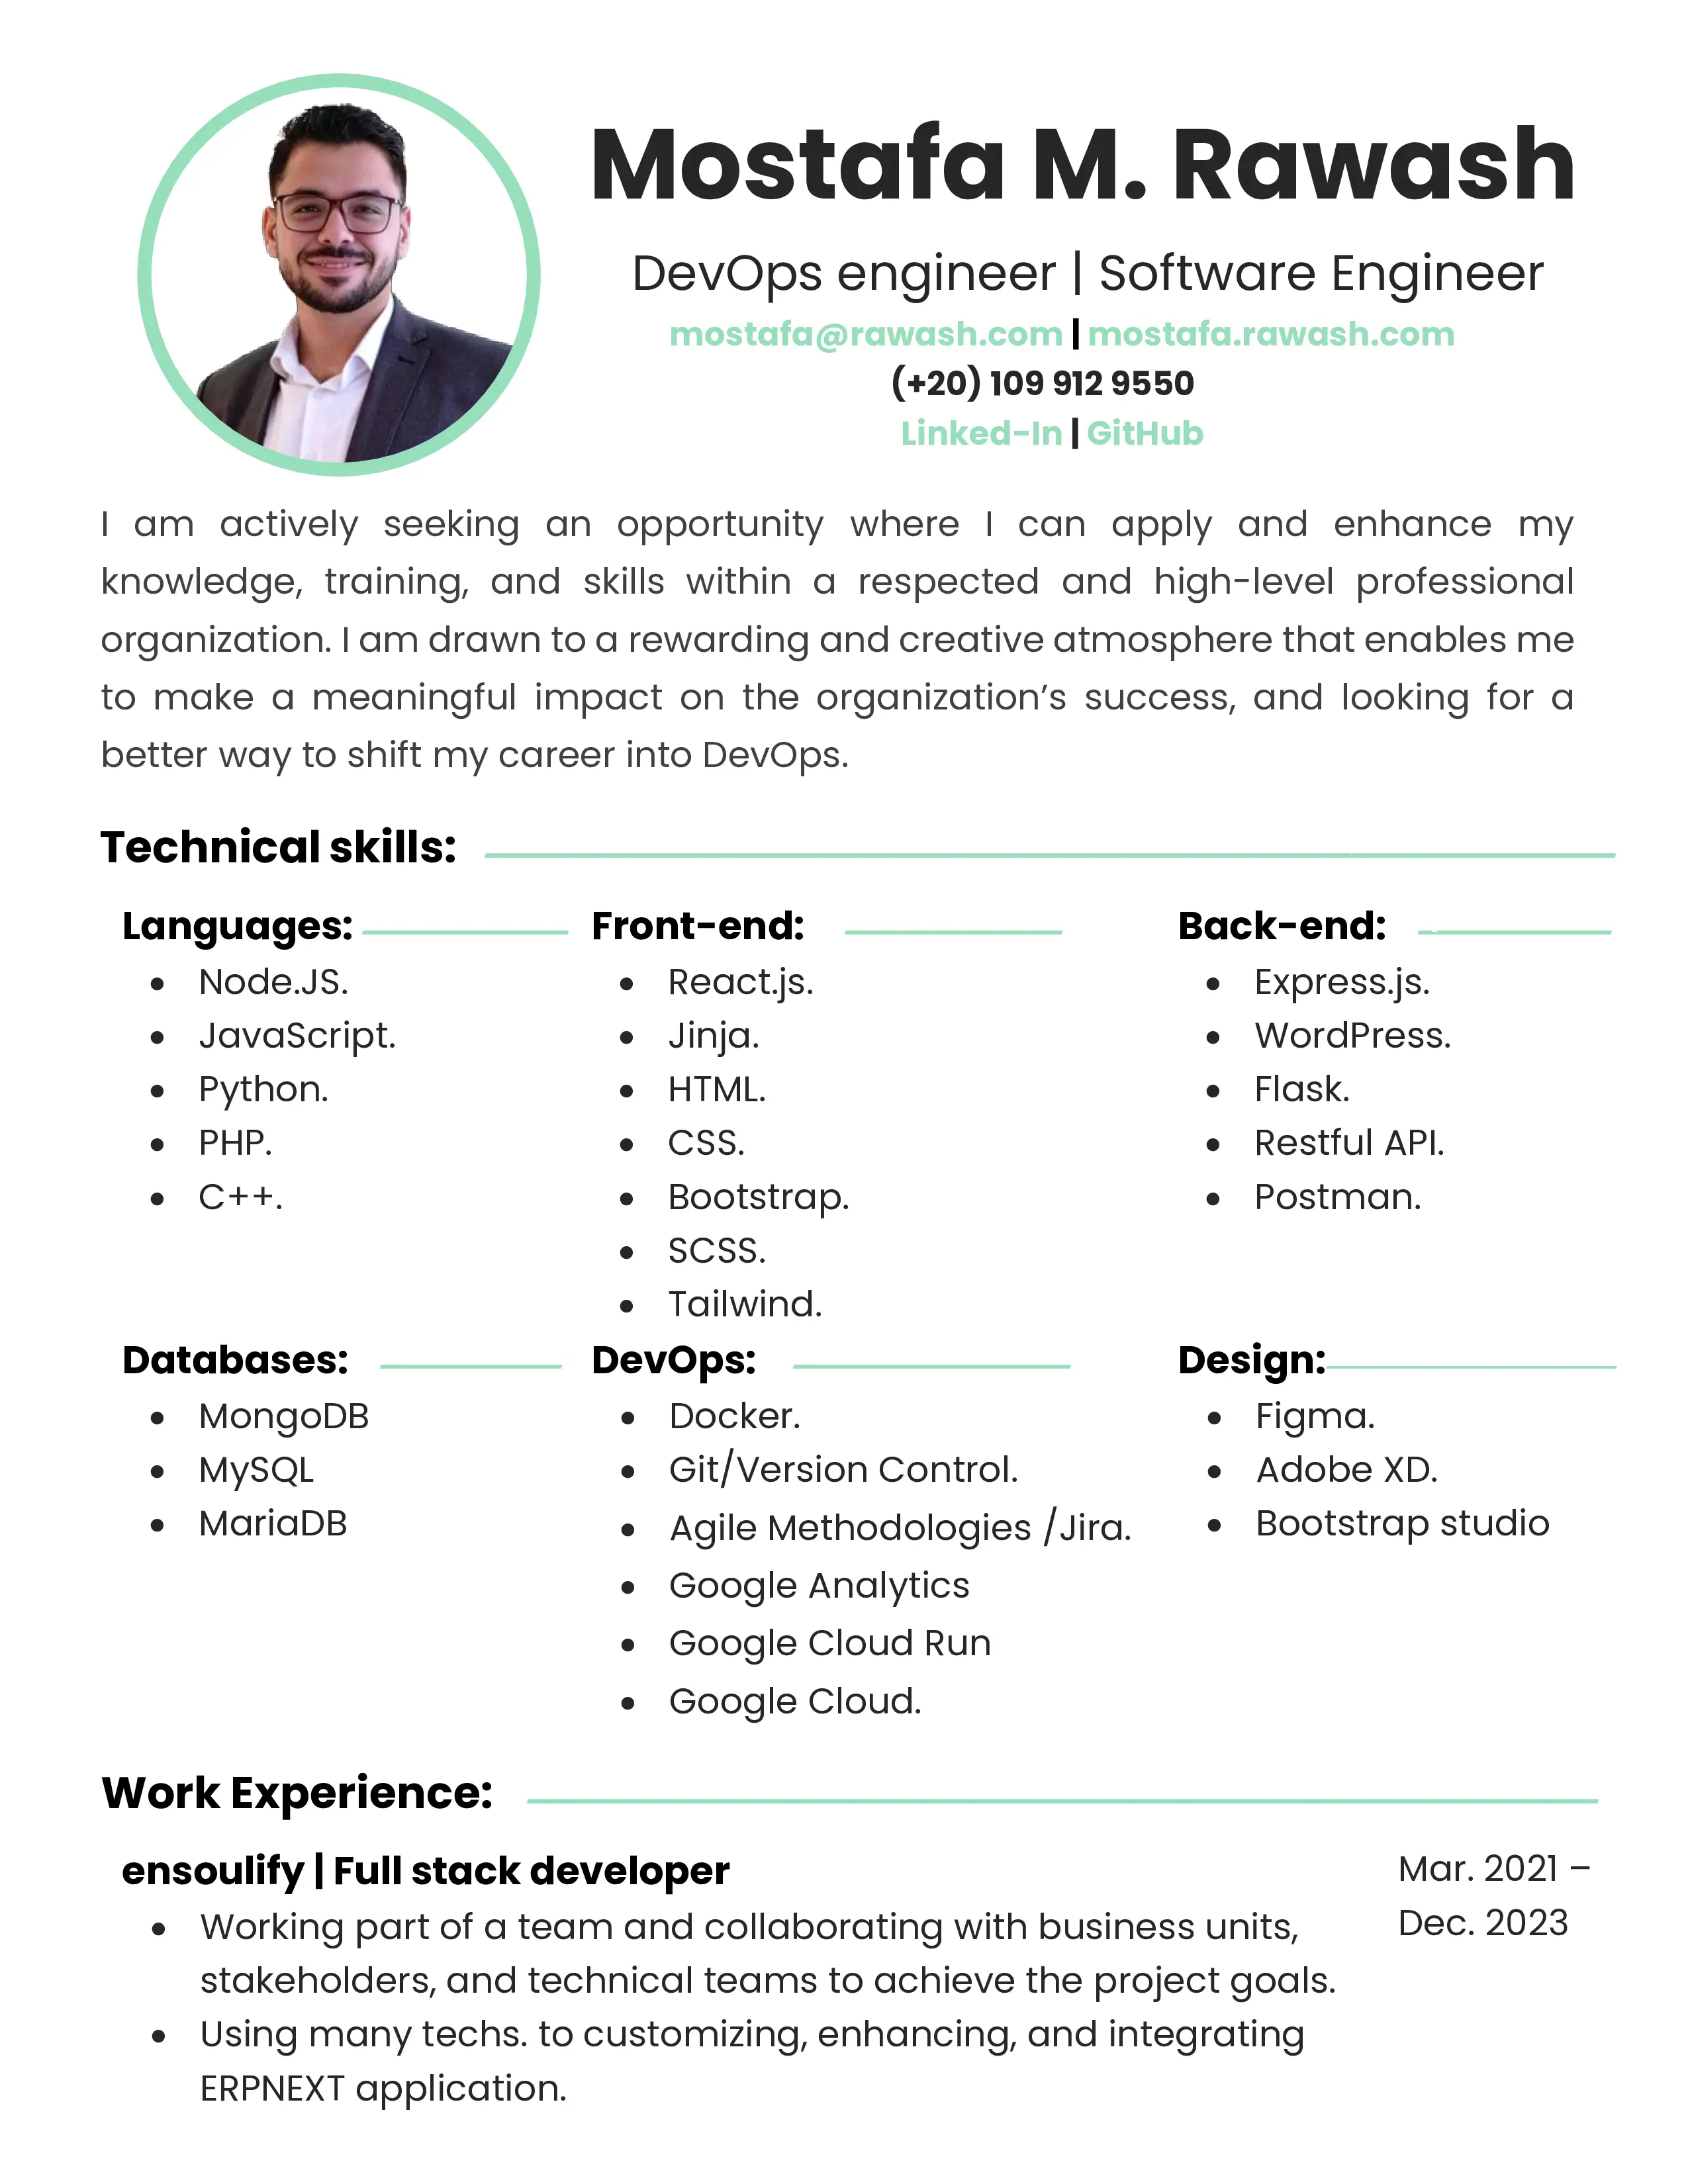 Mostafa M. Rawash
DevOps engineer | Software Engineer
mostafa@rawash.com | mostafa.rawash.com
(+20) 109 912 9550
Linked-In | GitHub
I am actively seeking an opportunity where I can apply and enhance my
knowledge, training, and skills within a respected and high-level professional
organization. I am drawn to a rewarding and creative atmosphere that enables me
to make a meaningful impact on the organization’s success, and looking for a
better way to shift my career into DevOps.
Technical skills:
Languages:
• Node.JS.
• JavaScript.
• Python.
• PHP.
• C++.
Front-end:
• React.js.
• Jinja.
• HTML.
• CSS.
• Bootstrap.
• SCSS.
• Tailwind.
Back-end:
• Express.js.
• WordPress.
• Flask.
• Restful API.
• Postman.
Databases:
• MongoDB
• MySQL
• MariaDB
DevOps:
• Docker.
• Git/Version Control.
• Agile Methodologies /Jira.
• Google Analytics
• Google Cloud Run
• Google Cloud.
Design:
• Figma.
• Adobe XD.
• Bootstrap studio
Work Experience:
ensoulify | Full stack developer
Mar. 2021 –
Dec. 2023
• Working part of a team and collaborating with business units,
stakeholders, and technical teams to achieve the project goals.
• Using many techs. to customizing, enhancing, and integrating
ERPNEXT application.